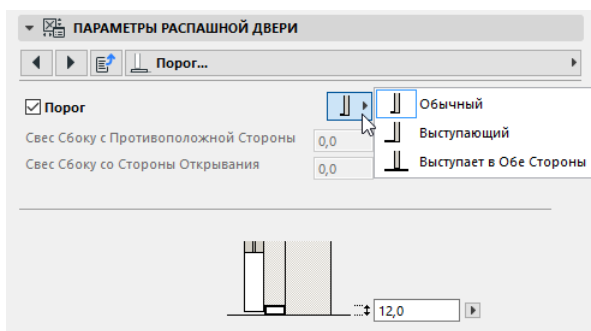 ПАРАМЕТРЫ РАСПАШНОЙ ДВЕРИ
Порог...
Порог
Обычный
Свес Сбоку с Противоположной Стороны 0,0
Выступающий
Свес Сбоку со Стороны Открывания 0,0
Выступает в Обе Стороны
12,0